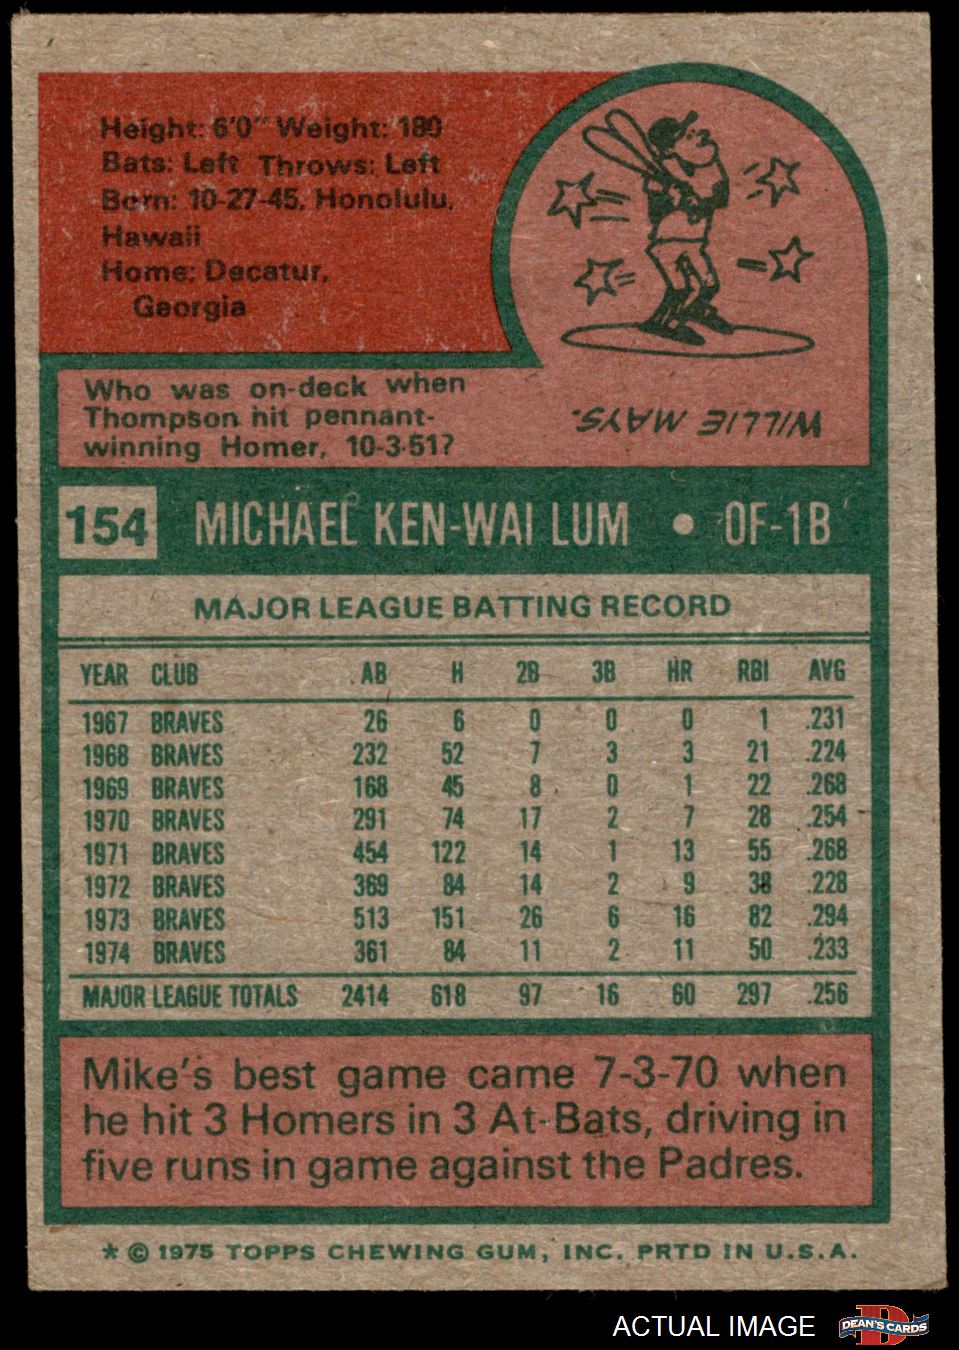 Height: 6'0" Weight: 180
Bats: Left Throws: Left
Born: 10-27-45, Honolulu,
Hawaii
Home: Decatur,
Georgia
Who was on-deck when
Thompson hit pennant-
winning Homer, 10-3-51?
WILLIE MAYS.
154 MICHAEL KEN-WAI LUM • OF-1B
MAJOR LEAGUE BATTING RECORD
YEAR CLUB AB H 2B 3B HR RBI AVG
1967 BRAVES 26 6 0 0 0 1 .231
1968 BRAVES 232 52 7 3 3 21 .224
1969 BRAVES 168 45 8 0 1 22 .268
1970 BRAVES 291 74 17 2 7 28 .254
1971 BRAVES 454 122 14 1 13 55 .268
1972 BRAVES 369 84 14 2 9 38 .228
1973 BRAVES 513 151 26 6 16 82 .294
1974 BRAVES 361 84 11 2 11 50 .233
MAJOR LEAGUE TOTALS 2414 618 97 16 60 297 .256
Mike's best game came 7-3-70 when
he hit 3 Homers in 3 At-Bats, driving in
five runs in game against the Padres.
* © 1975 TOPPS CHEWING GUM, INC. PRTD IN U.S.A.
ACTUAL IMAGE
D
DEAN'S CARDS